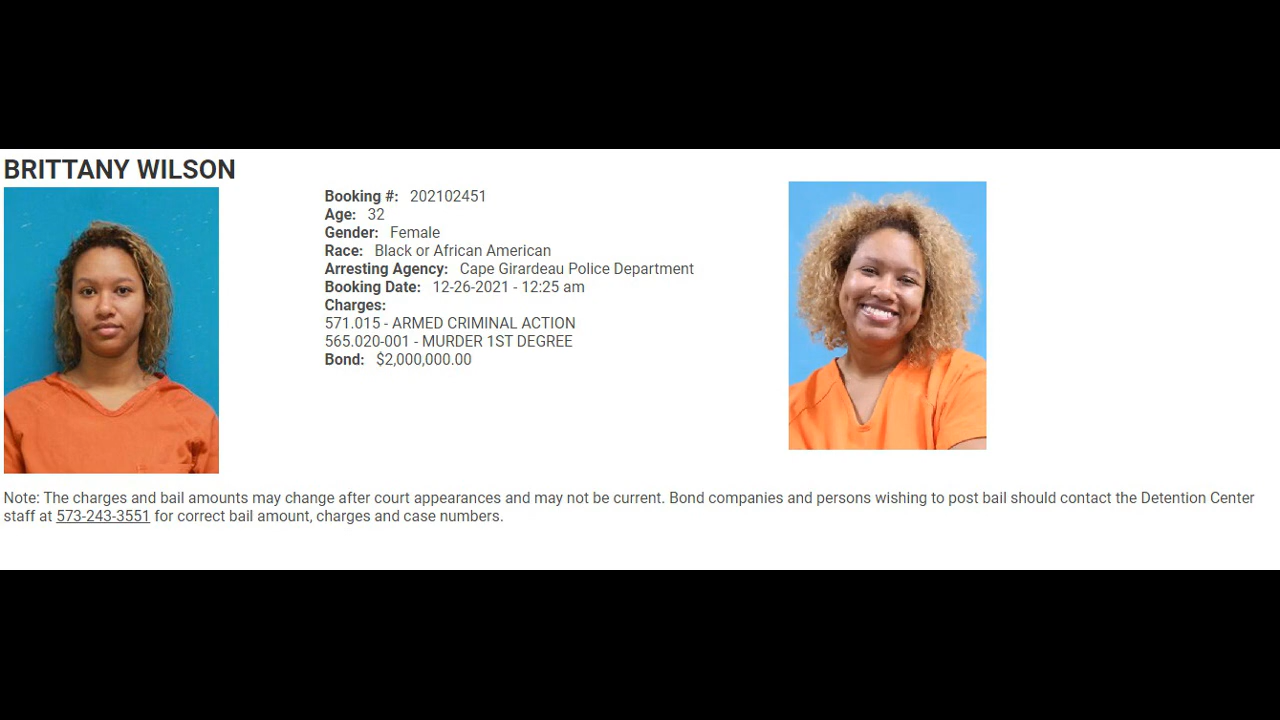 BRITTANY WILSON
Booking #: 202102451
Age: 32
Gender: Female
Race: Black or African American
Arresting Agency: Cape Girardeau Police Department
Booking Date: 12-26-2021 - 12:25 am
Charges:
571.015 - ARMED CRIMINAL ACTION
565.020-001 - MURDER 1ST DEGREE
Bond: $2,000,000.00
Note: The charges and bail amounts may change after court appearances and may not be current. Bond companies and persons wishing to post bail should contact the Detention Center
staff at 573-243-3551 for correct bail amount, charges and case numbers.